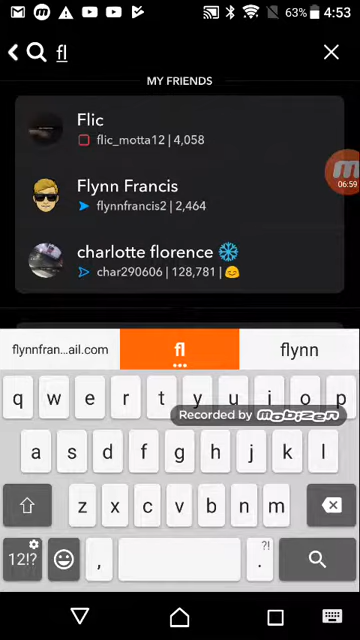 63% 4:53
fl
MY FRIENDS
Flic
flic_motta12 | 4,058
06:59
Flynn Francis
flynnfrancis2 | 2,464
charlotte florence
char290606 | 128,781 |
flynnfran...ail.com fl flynn
q w e r t y u i o p
Recorded by mobizen
a s d f g h j k l
z x c v b n m
12!? , . ?!